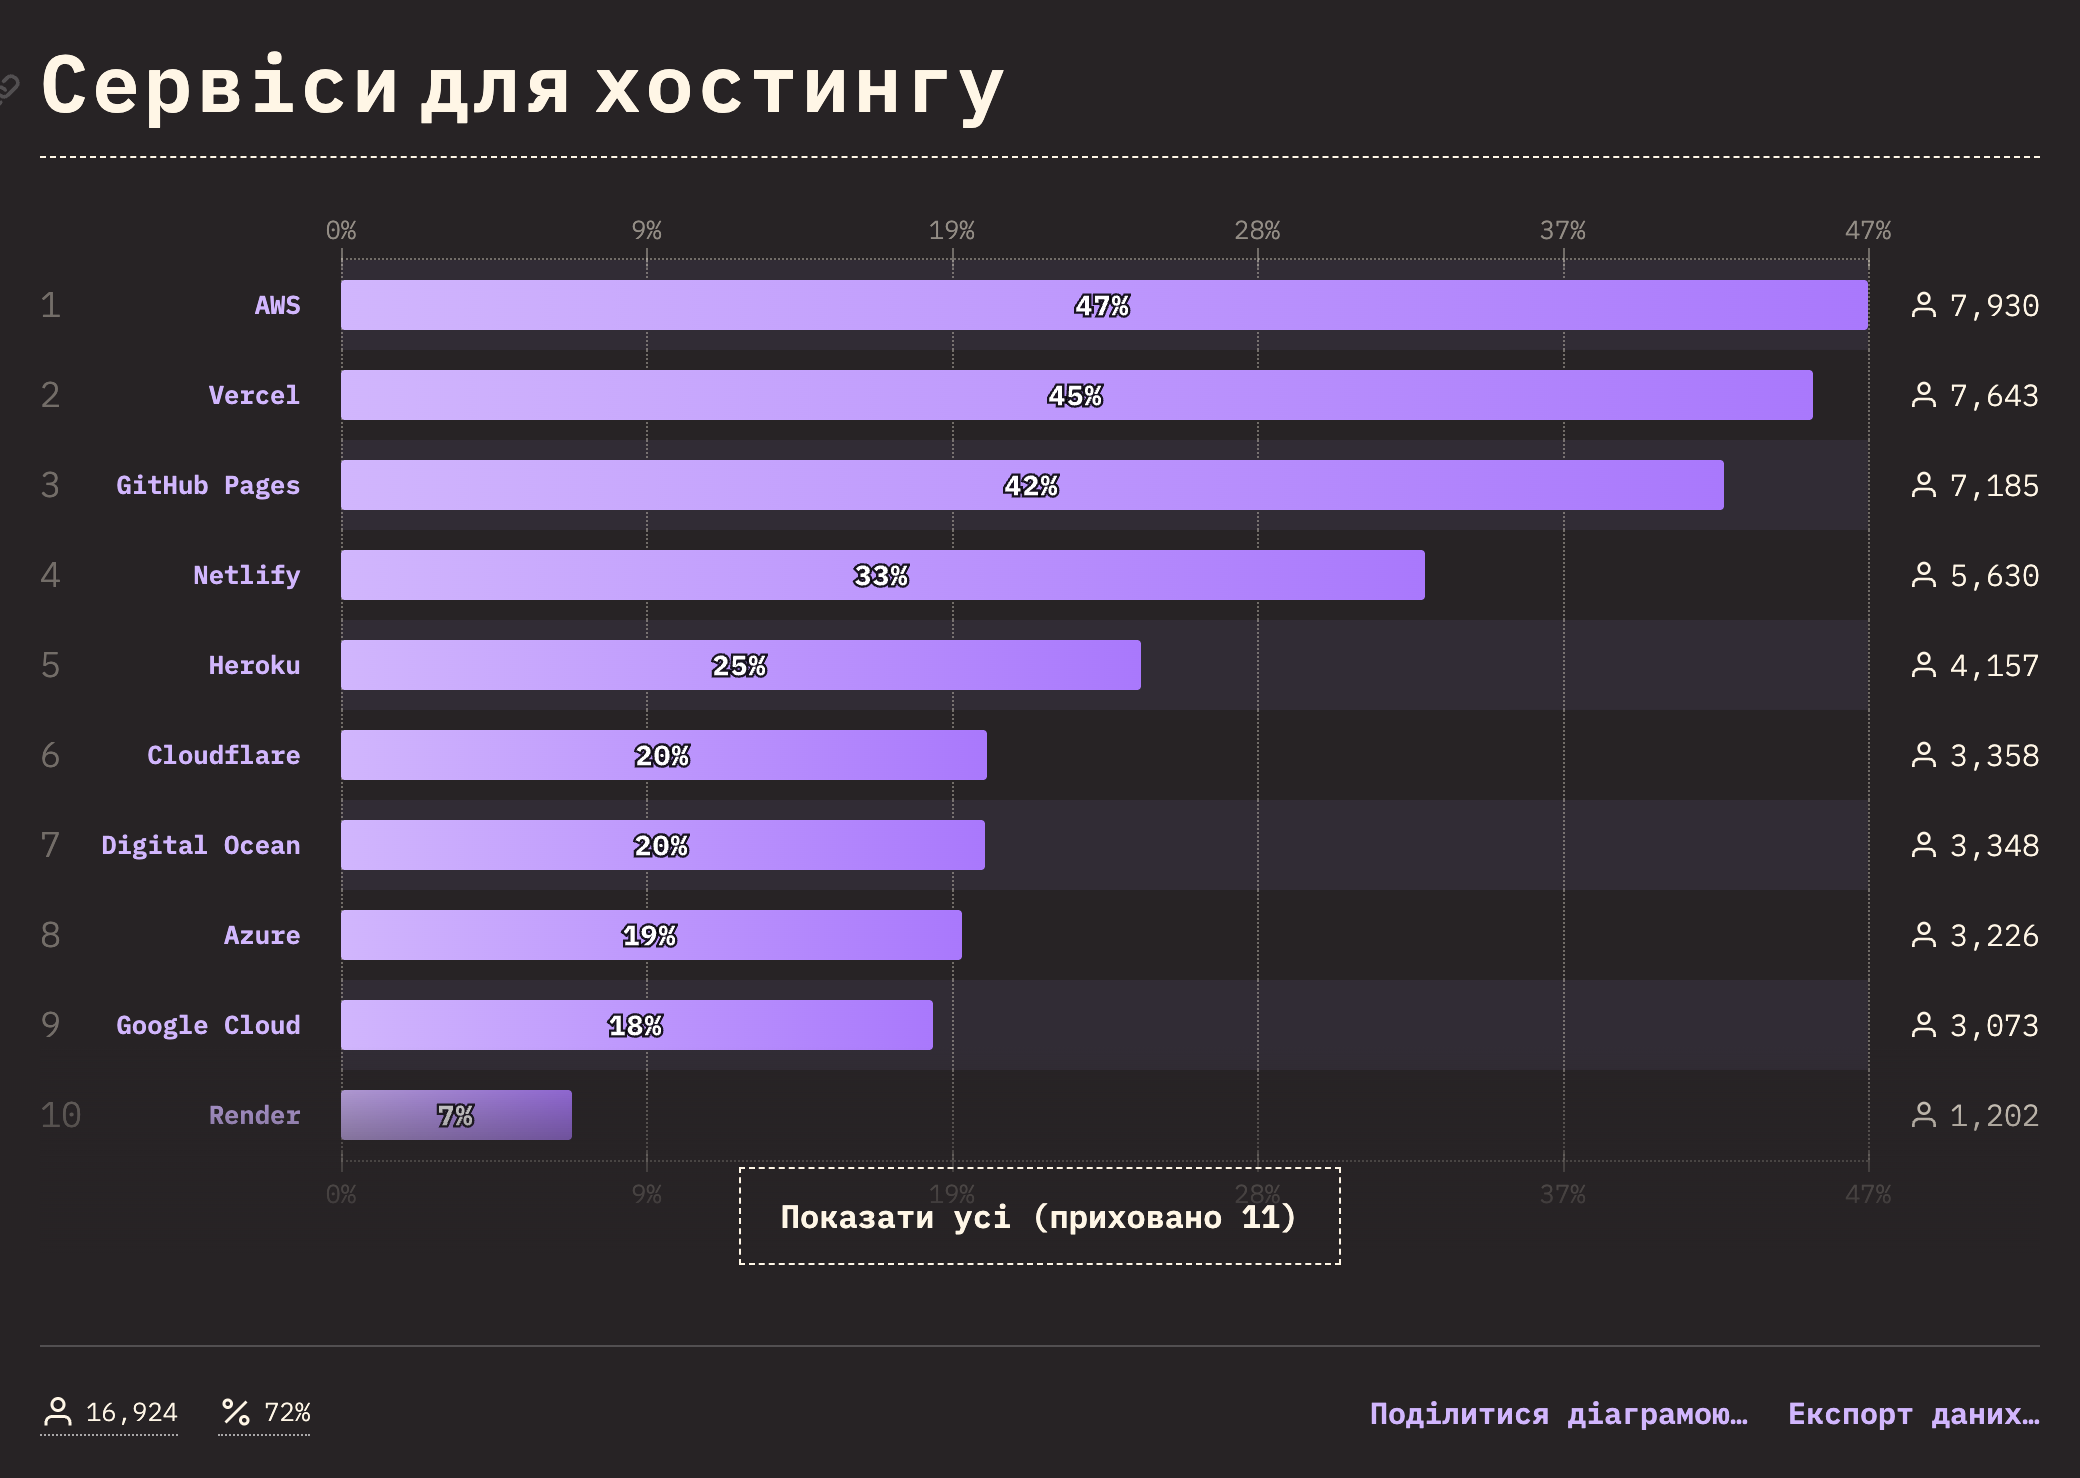 Сервіси для хостингу
0% 9% 19% 28% 37% 47%
1 AWS 47% 7,930
2 Vercel 45% 7,643
3 GitHub Pages 42% 7,185
4 Netlify 33% 5,630
5 Heroku 25% 4,157
6 Cloudflare 20% 3,358
7 Digital Ocean 20% 3,348
8 Azure 19% 3,226
9 Google Cloud 18% 3,073
10 Render 7% 1,202
0% 9% 19% 28% 37% 47%
Показати усі (приховано 11)
16,924 72% Поділитися діаграмою… Експорт даних…